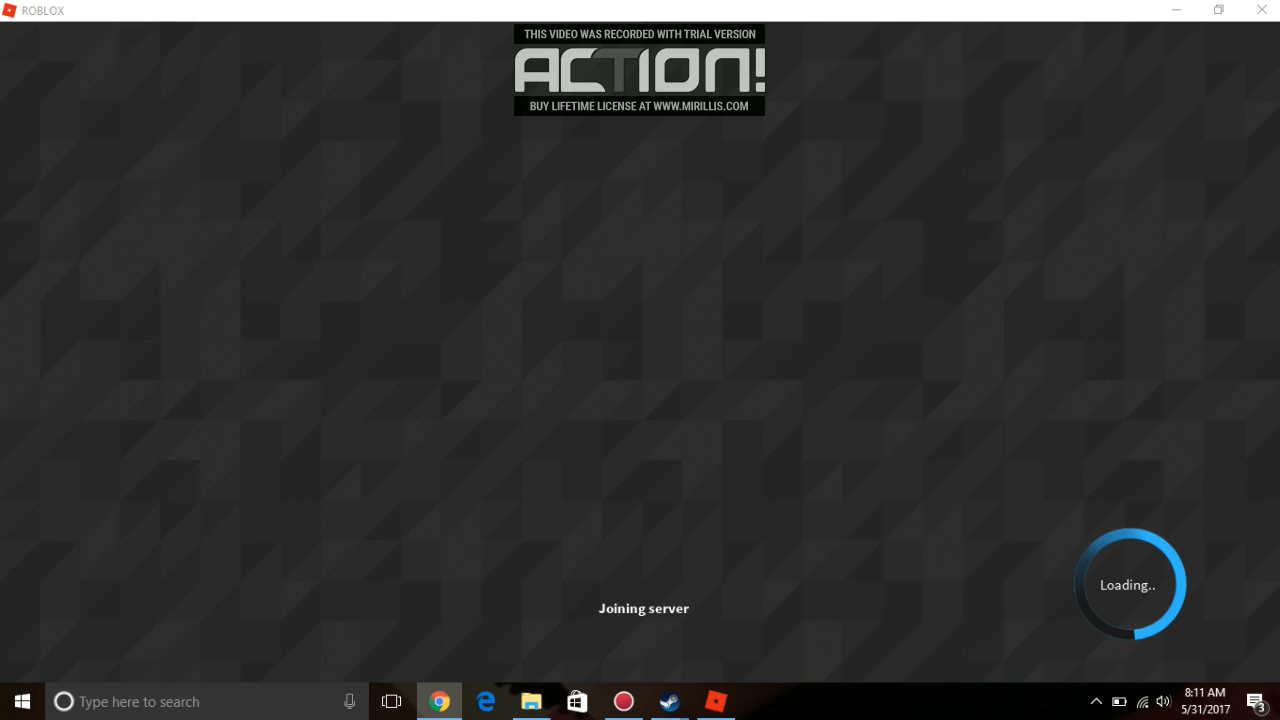 ROBLOX
THIS VIDEO WAS RECORDED WITH TRIAL VERSION
ACTION!
BUY LIFETIME LICENSE AT WWW.MIRILLIS.COM
Loading..
Joining server
Type here to search
8:11 AM
5/31/2017
3